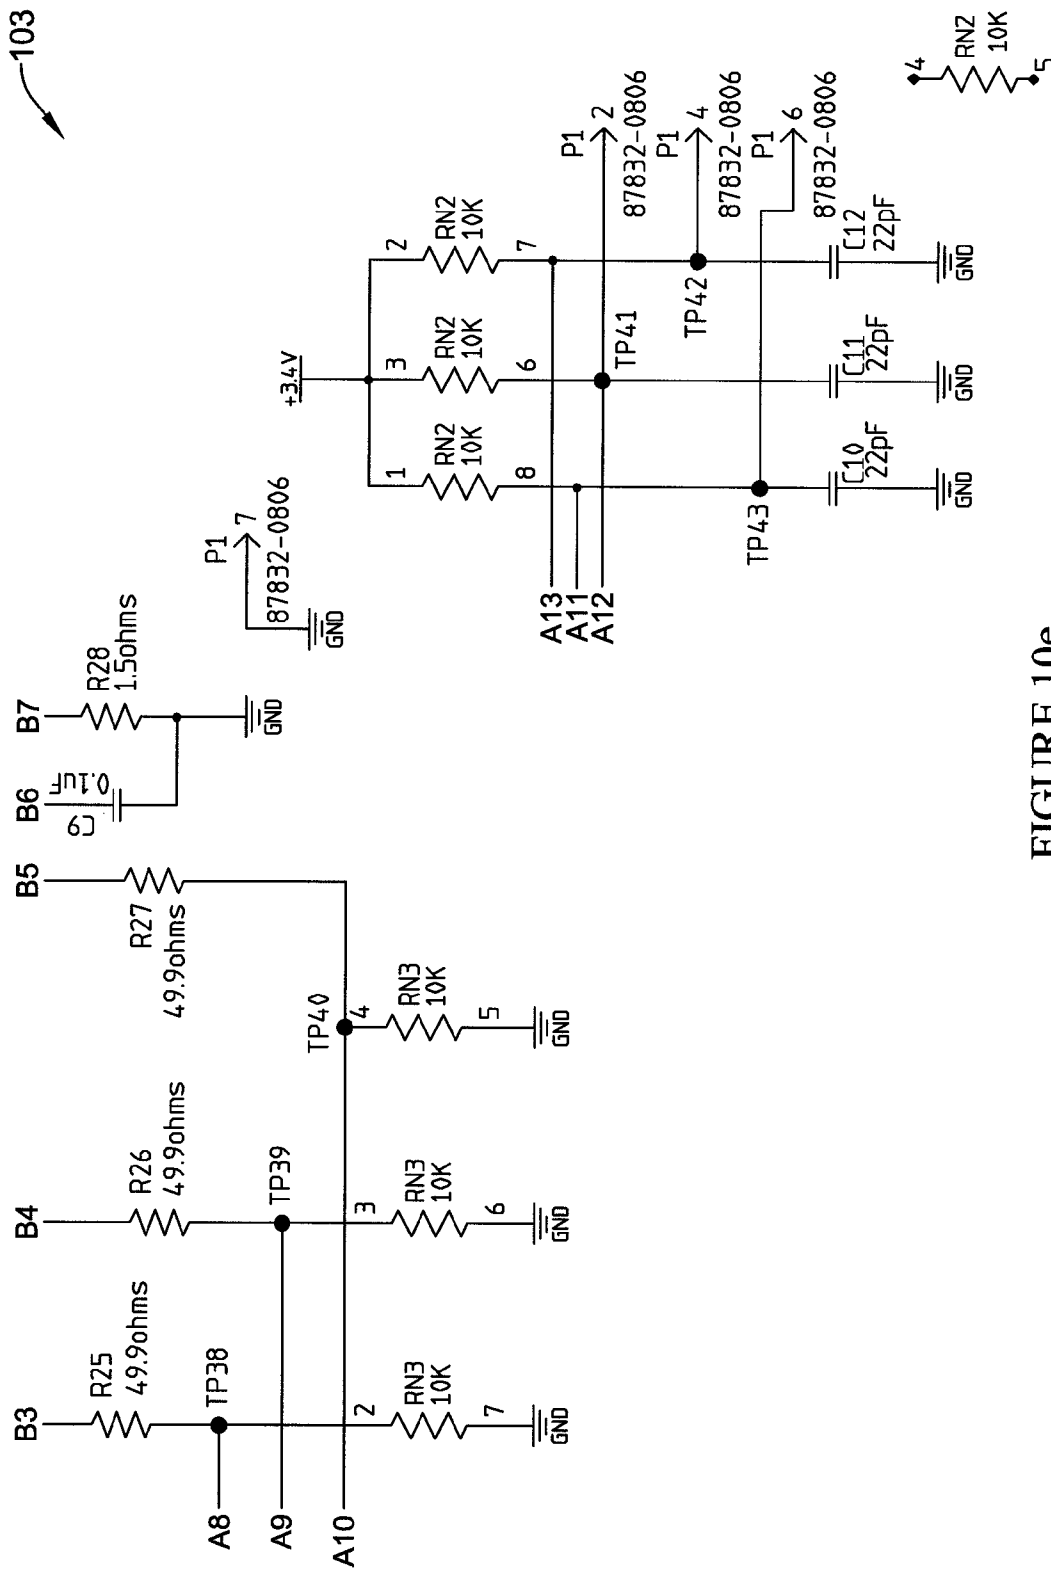 103
B3
B4
B5
B6
B7
R25
49.9ohms
R26
49.9ohms
R27
49.9ohms
C9
0.1uF
R28
1.5ohms
GND
P1
7
87832-0806
GND
TP38
TP39
TP40
A8
A9
A10
2
RN3
10K
7
GND
3
RN3
10K
6
GND
4
RN3
10K
5
GND
+3.4V
1
RN2
10K
8
3
RN2
10K
6
2
RN2
10K
7
A13
A11
A12
TP41
TP42
TP43
P1
2
87832-0806
P1
4
87832-0806
P1
6
87832-0806
C10
22pF
GND
C11
22pF
GND
C12
22pF
GND
4
RN2
10K
5
FIGURE 10e